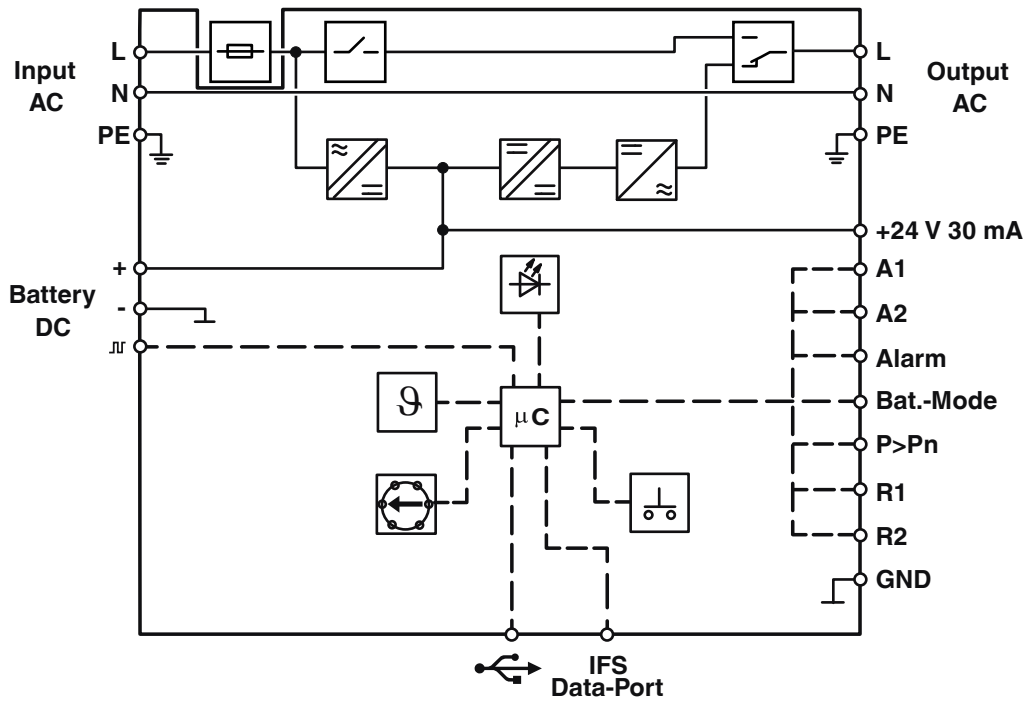 Input
AC
L
N
PE
L
N
PE
Output
AC
+24 V 30 mA
Battery
DC
+
-
A1
A2
Alarm
Bat.-Mode
P>Pn
R1
R2
GND
ϑ
µC
IFS
Data-Port